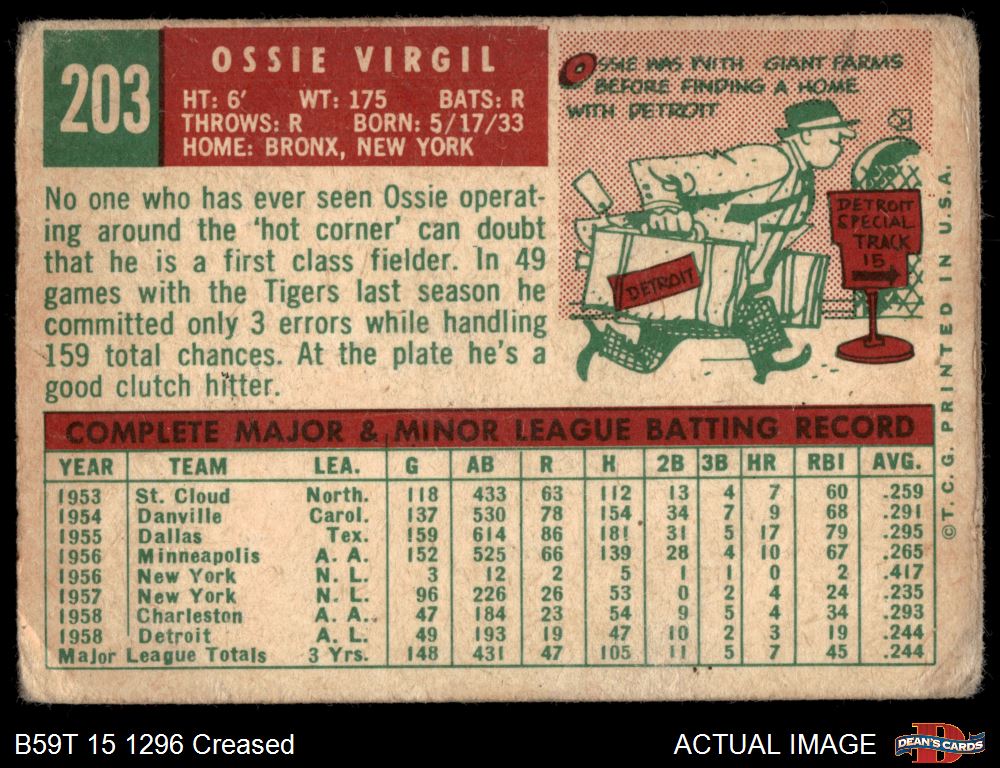 203
OSSIE VIRGIL
HT: 6' WT: 175 BATS: R
THROWS: R BORN: 5/17/33
HOME: BRONX, NEW YORK
OSSIE WAS WITH GIANT FARMS
BEFORE FINDING A HOME
WITH DETROIT
DETROIT
SPECIAL
TRACK
15
DETROIT
No one who has ever seen Ossie operat-
ing around the 'hot corner' can doubt
that he is a first class fielder. In 49
games with the Tigers last season he
committed only 3 errors while handling
159 total chances. At the plate he's a
good clutch hitter.
COMPLETE MAJOR & MINOR LEAGUE BATTING RECORD
YEAR TEAM LEA. G AB R H 2B 3B HR RBI AVG.
1953 St. Cloud North. 118 433 63 112 13 4 7 60 .259
1954 Danville Carol. 137 530 78 154 34 7 9 68 .291
1955 Dallas Tex. 159 614 86 181 31 5 17 79 .295
1956 Minneapolis A. A. 152 525 66 139 28 4 10 67 .265
1956 New York N. L. 3 12 2 5 1 1 0 2 .417
1957 New York N. L. 96 226 26 53 0 2 4 24 .235
1958 Charleston A. A. 47 184 23 54 9 5 4 34 .293
1958 Detroit A. L. 49 193 19 47 10 2 3 19 .244
Major League Totals 3 Yrs. 148 431 47 105 11 5 7 45 .244
©T. C. G. PRINTED IN U.S.A.
B59T 15 1296 Creased
ACTUAL IMAGE
D
DEAN'S CARDS